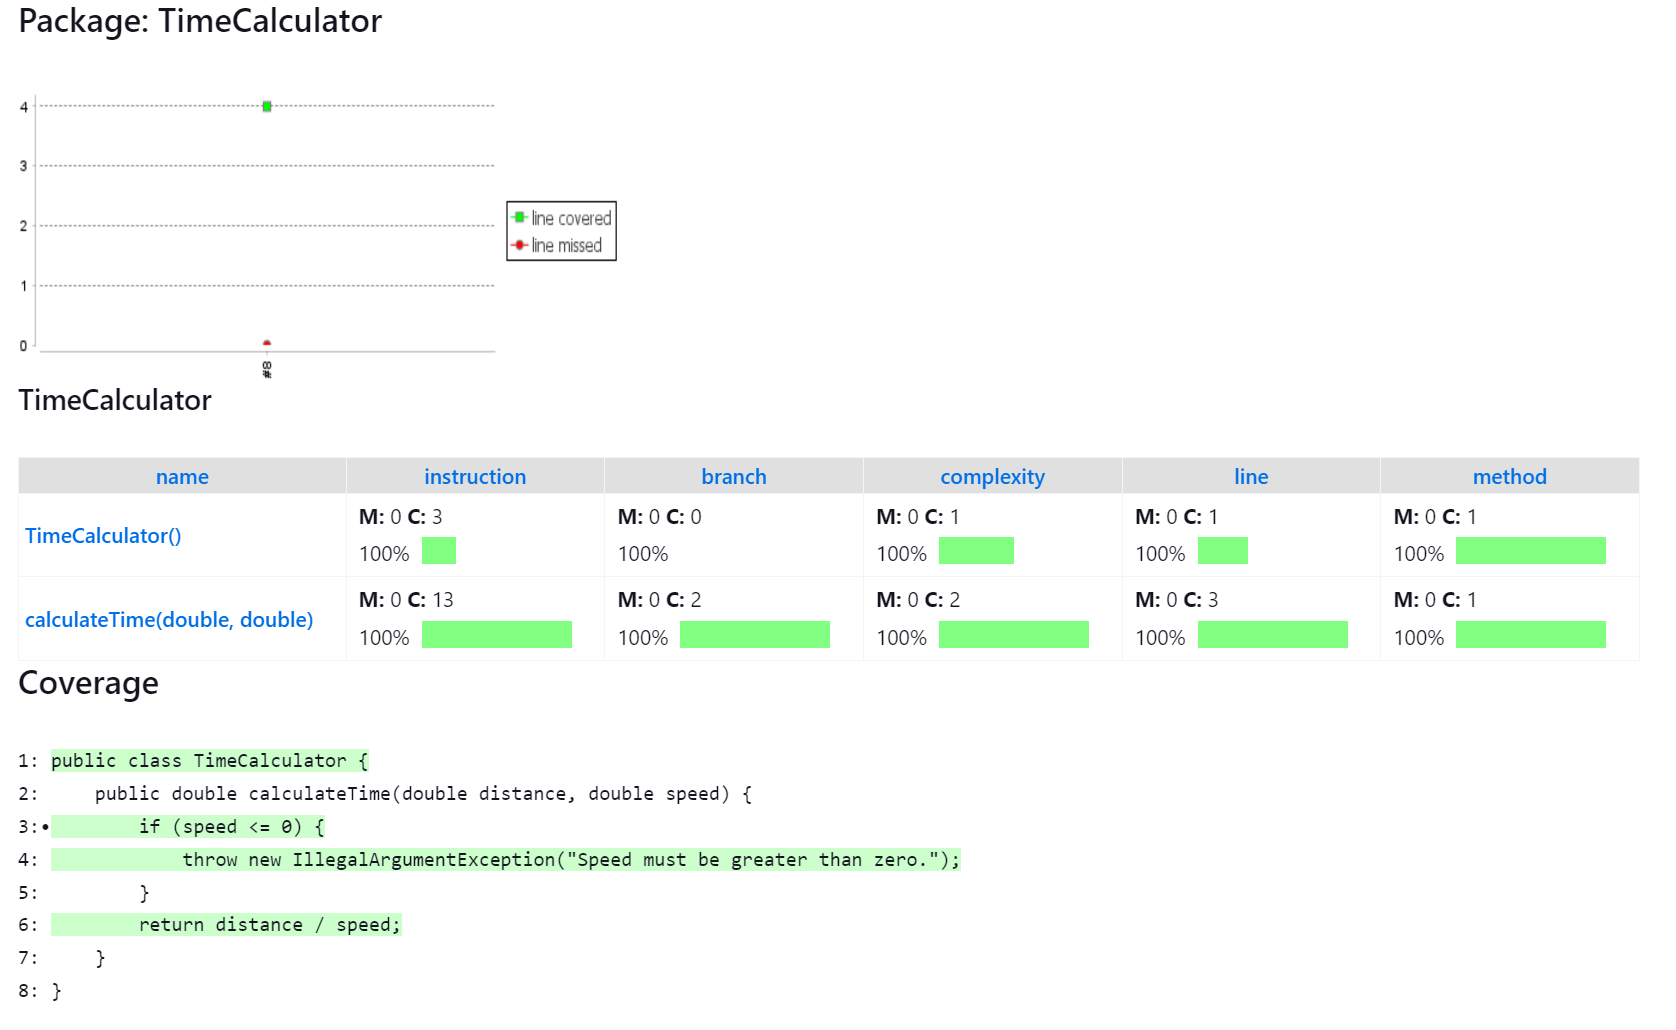 Package: TimeCalculator
4
3
2
1
0
#8
line covered
line missed
TimeCalculator
name instruction branch complexity line method
TimeCalculator() M: 0 C: 3 M: 0 C: 0 M: 0 C: 1 M: 0 C: 1 M: 0 C: 1
100% 100% 100% 100% 100%
calculateTime(double, double) M: 0 C: 13 M: 0 C: 2 M: 0 C: 2 M: 0 C: 3 M: 0 C: 1
100% 100% 100% 100% 100%
Coverage
1: public class TimeCalculator {
2:     public double calculateTime(double distance, double speed) {
3:•        if (speed <= 0) {
4:             throw new IllegalArgumentException("Speed must be greater than zero.");
5:         }
6:         return distance / speed;
7:     }
8: }